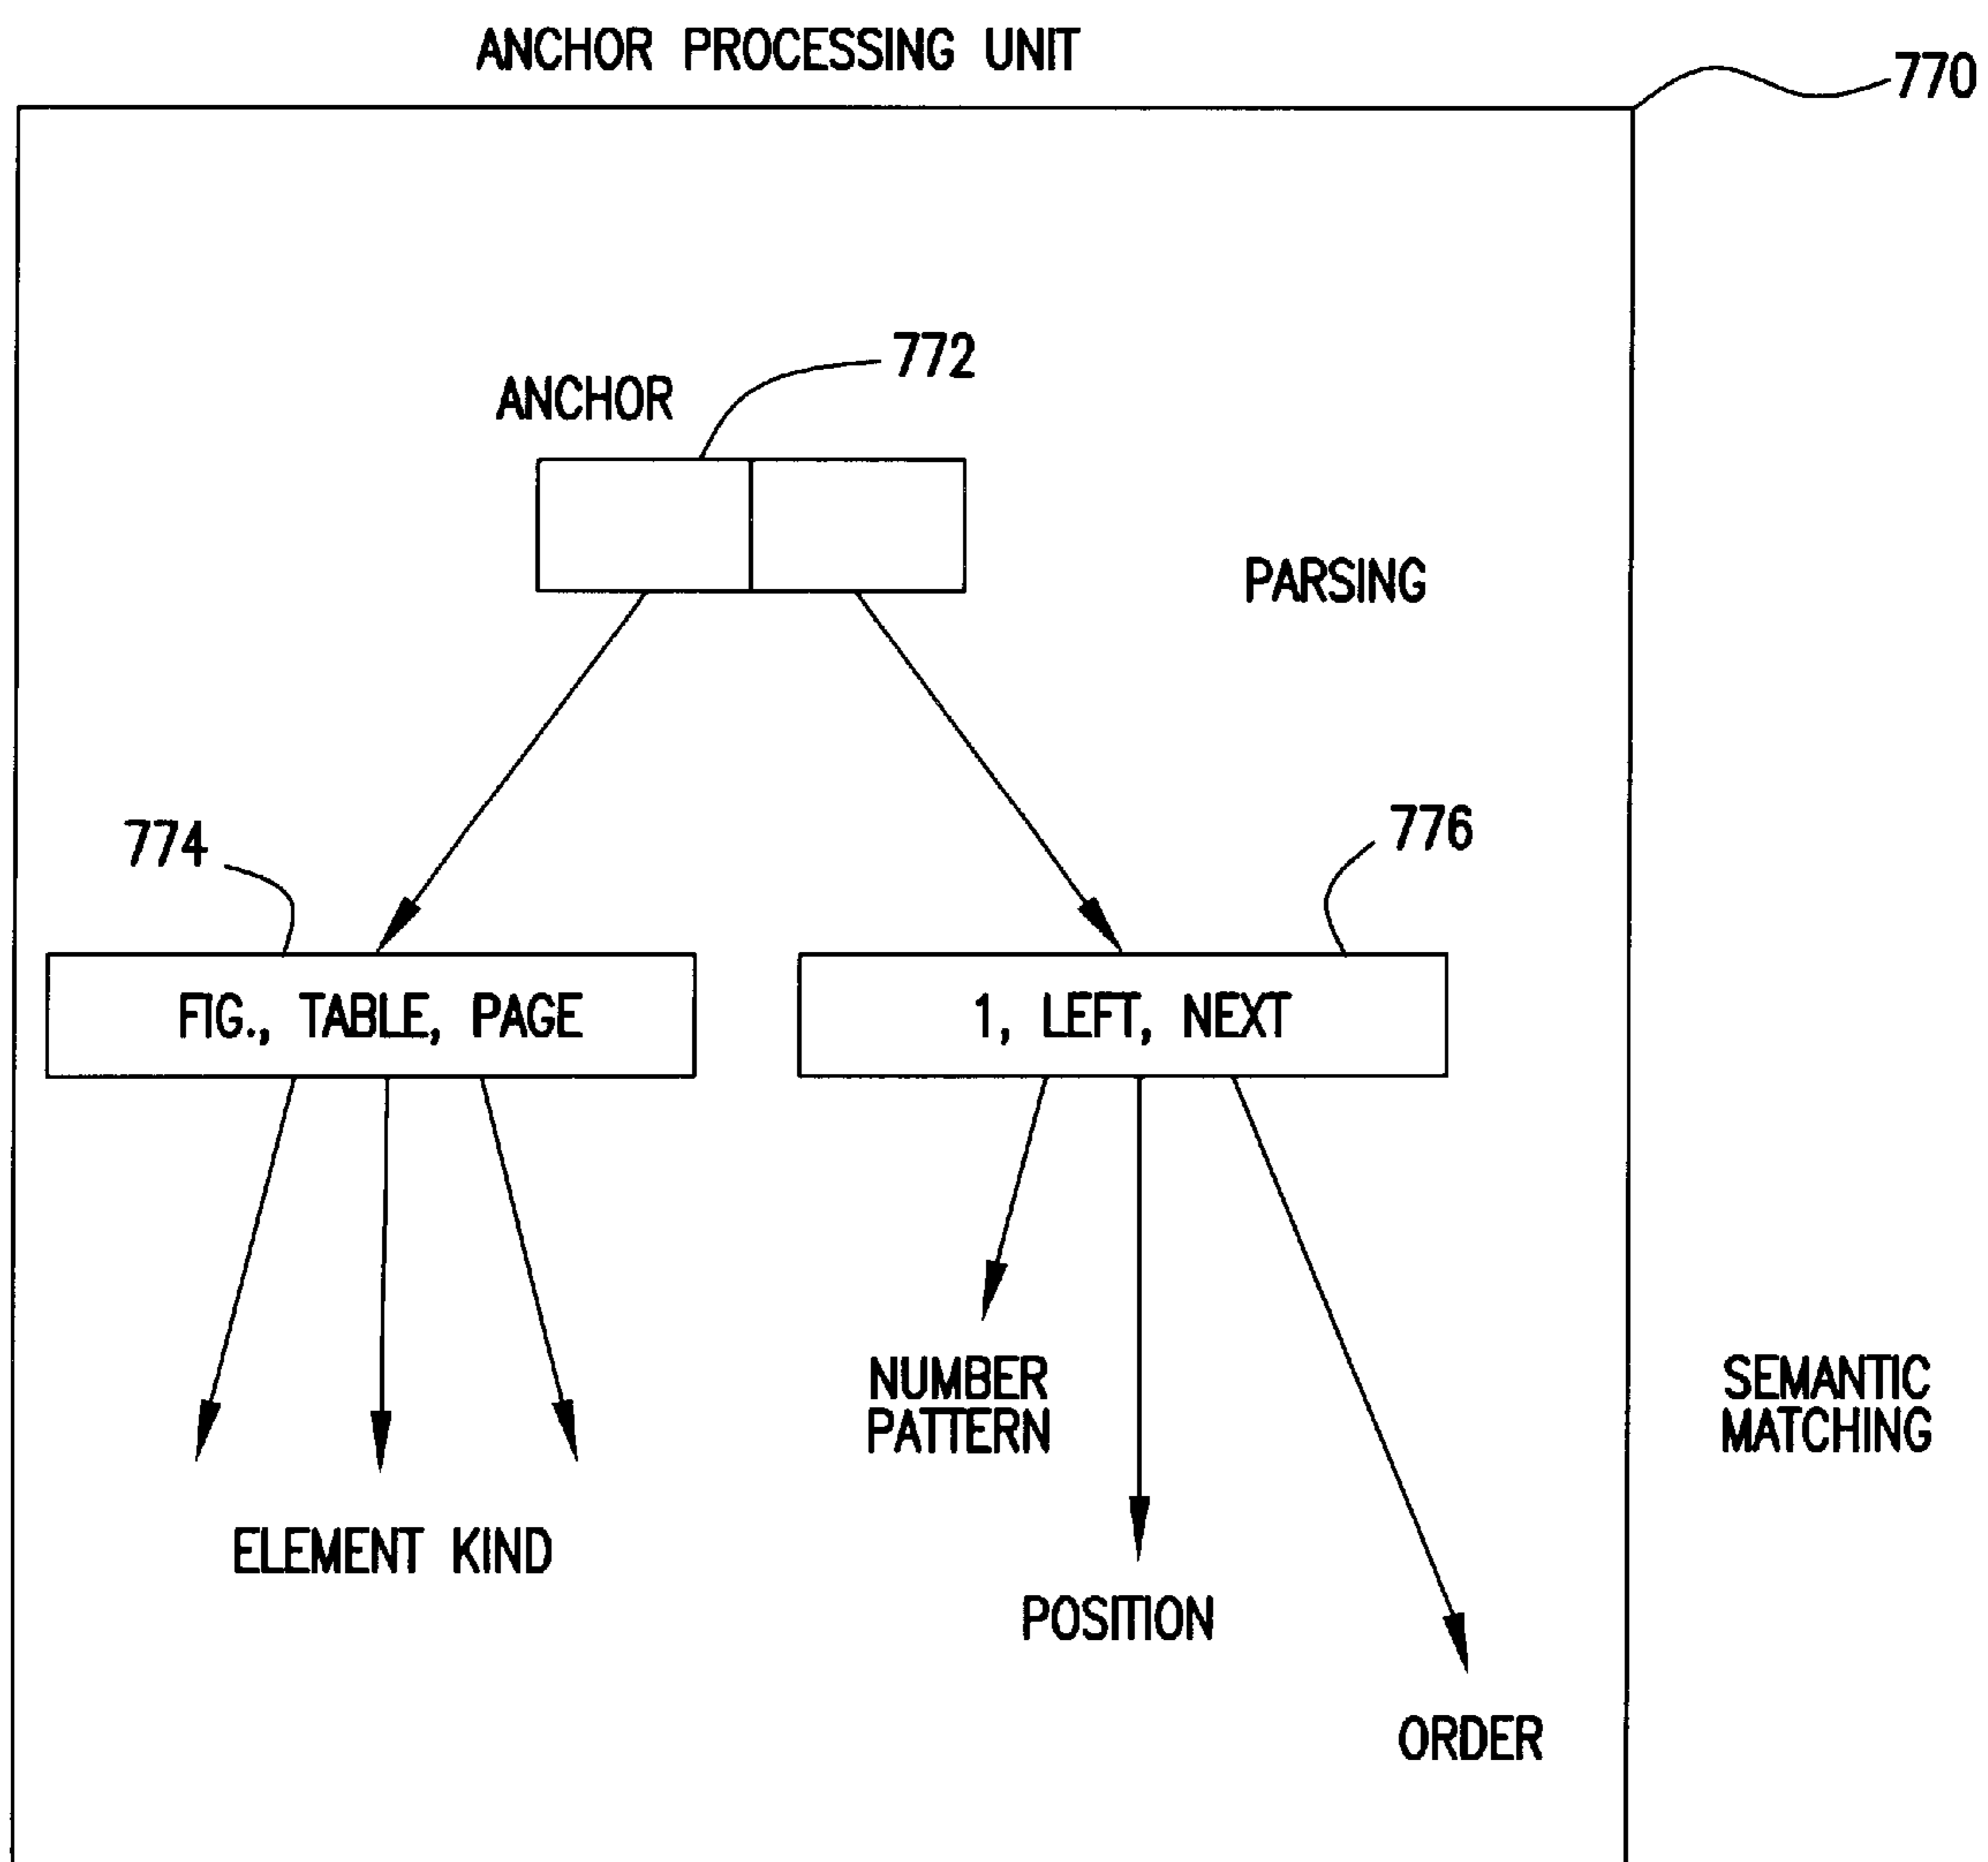 ANCHOR PROCESSING UNIT
770
772
ANCHOR
PARSING
774
776
FIG., TABLE, PAGE
1, LEFT, NEXT
NUMBER
PATTERN
SEMANTIC
MATCHING
ELEMENT KIND
POSITION
ORDER